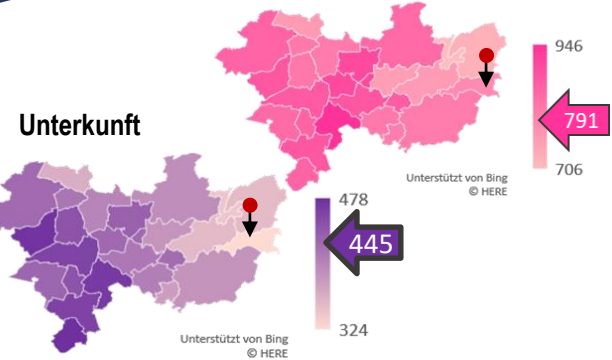 946
791
706
Unterstützt von Bing
© HERE
Unterkunft
478
445
324
Unterstützt von Bing
© HERE